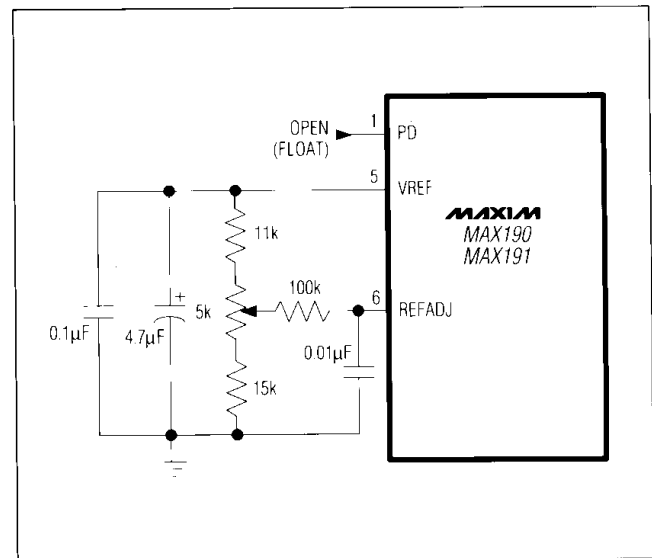 1
OPEN
(FLOAT)
PD
5
VREF
MAXIM
MAX190
MAX191
11k
100k
6
REFADJ
5k
0.1µF
4.7µF
+
0.01µF
15k